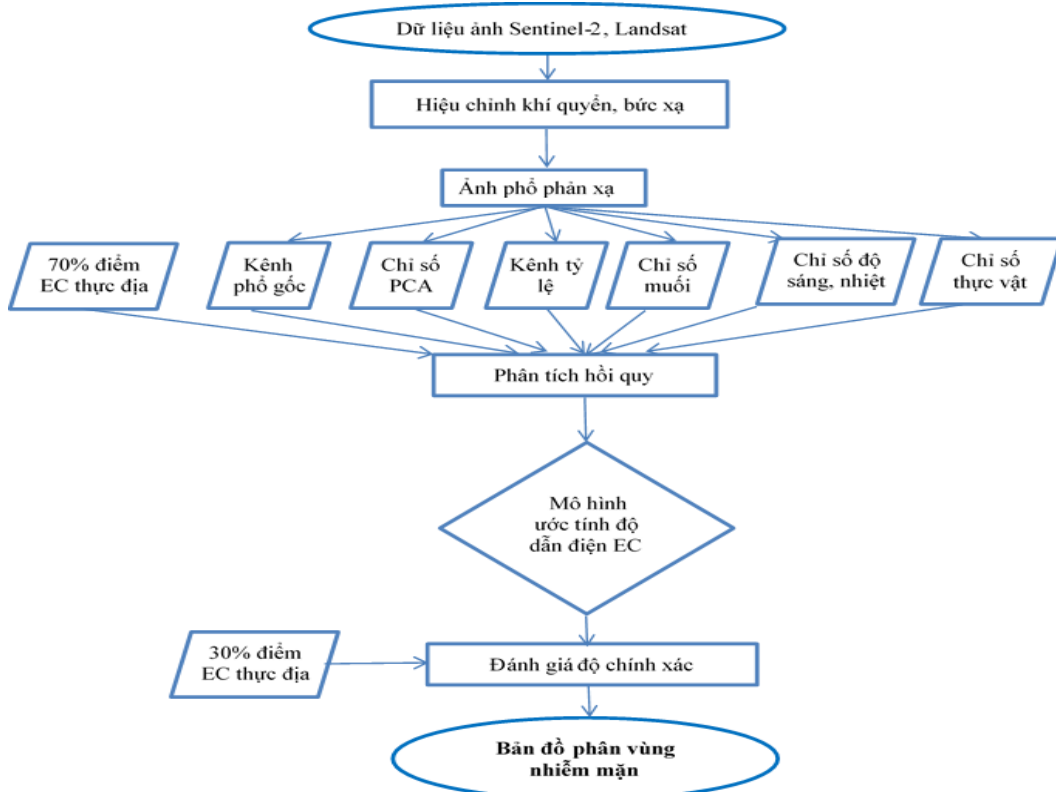 Dữ liệu ảnh Sentinel-2, Landsat
Hiệu chỉnh khí quyển, bức xạ
Ảnh phổ phản xạ
70% điểm
EC thực địa
Kênh
phổ gốc
Chỉ số
PCA
Kênh tỷ
lệ
Chỉ số
muối
Chỉ số độ
sáng, nhiệt
Chỉ số
thực vật
Phân tích hồi quy
Mô hình
ước tính độ
dẫn điện EC
30% điểm
EC thực địa
Đánh giá độ chính xác
Bản đồ phân vùng
nhiễm mặn